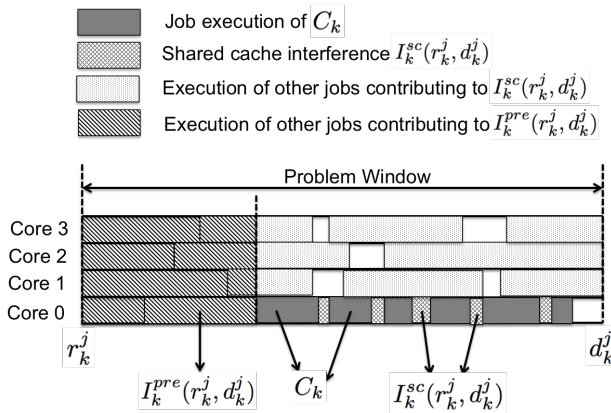 Job execution of $C_k$
Shared cache interference $I_k^{sc}(r_k^j, d_k^j)$
Execution of other jobs contributing to $I_k^{sc}(r_k^j, d_k^j)$
Execution of other jobs contributing to $I_k^{pre}(r_k^j, d_k^j)$
Problem Window
Core 3
Core 2
Core 1
Core 0
$r_k^j$
$d_k^j$
$I_k^{pre}(r_k^j, d_k^j)$
$C_k$
$I_k^{sc}(r_k^j, d_k^j)$